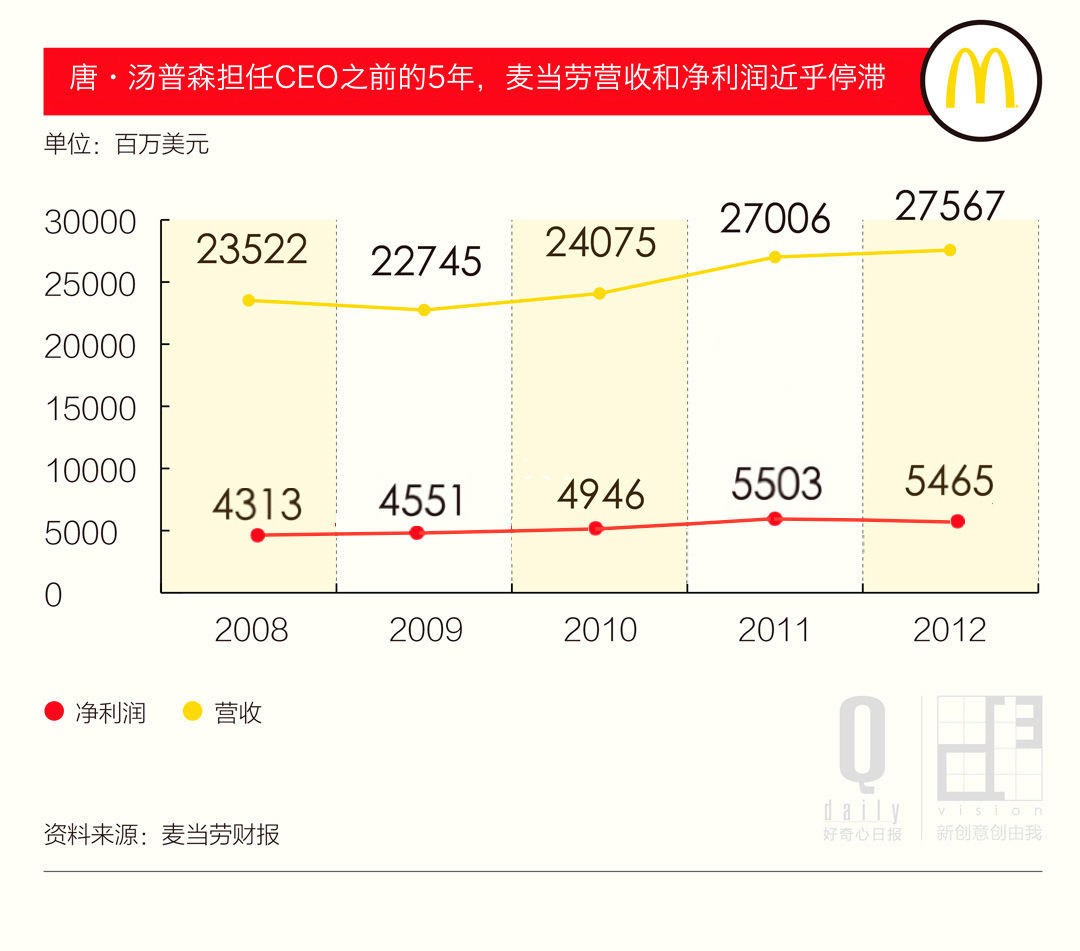 唐·汤普森担任CEO之前的5年，麦当劳营收和净利润近乎停滞
单位：百万美元
30000
25000
20000
15000
10000
5000
0
23522 22745 24075 27006 27567
4313 4551 4946 5503 5465
2008 2009 2010 2011 2012
净利润 营收
资料来源：麦当劳财报
Q
daily
好奇心日报
vision
新创意创由我